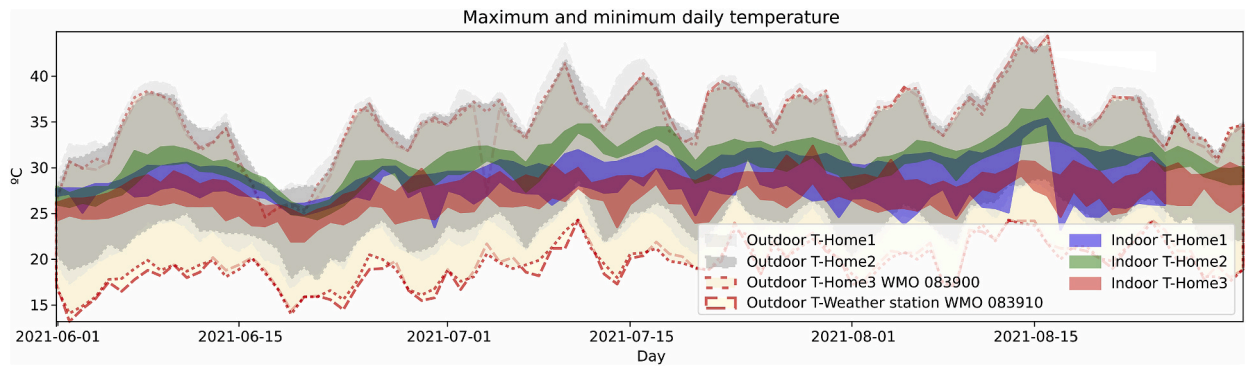 Maximum and minimum daily temperature
ºC
40
35
30
25
20
15
Outdoor T-Home1
Outdoor T-Home2
Outdoor T-Home3 WMO 083900
Outdoor T-Weather station WMO 083910
Indoor T-Home1
Indoor T-Home2
Indoor T-Home3
2021-06-01 2021-06-15 2021-07-01 2021-07-15 2021-08-01 2021-08-15
Day